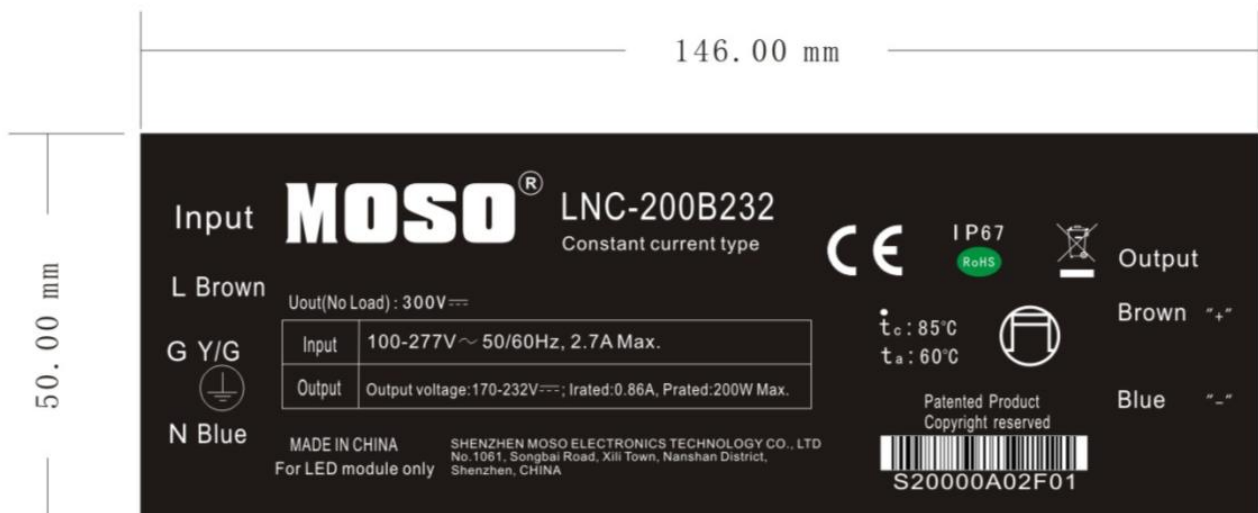 146.00 mm
50.00 mm
Input
MOSO®
LNC-200B232
Constant current type
L Brown
G Y/G
N Blue
Uout(No Load) : 300V⎓
Input 100-277V～ 50/60Hz, 2.7A Max.
Output Output voltage:170-232V⎓; Irated:0.86A, Prated:200W Max.
MADE IN CHINA
For LED module only
SHENZHEN MOSO ELECTRONICS TECHNOLOGY CO., LTD
No.1061, Songbai Road, Xili Town, Nanshan District,
Shenzhen, CHINA
CE
IP67
RoHS
tc:85℃
ta:60℃
Patented Product
Copyright reserved
S20000A02F01
Output
Brown "+"
Blue "-"